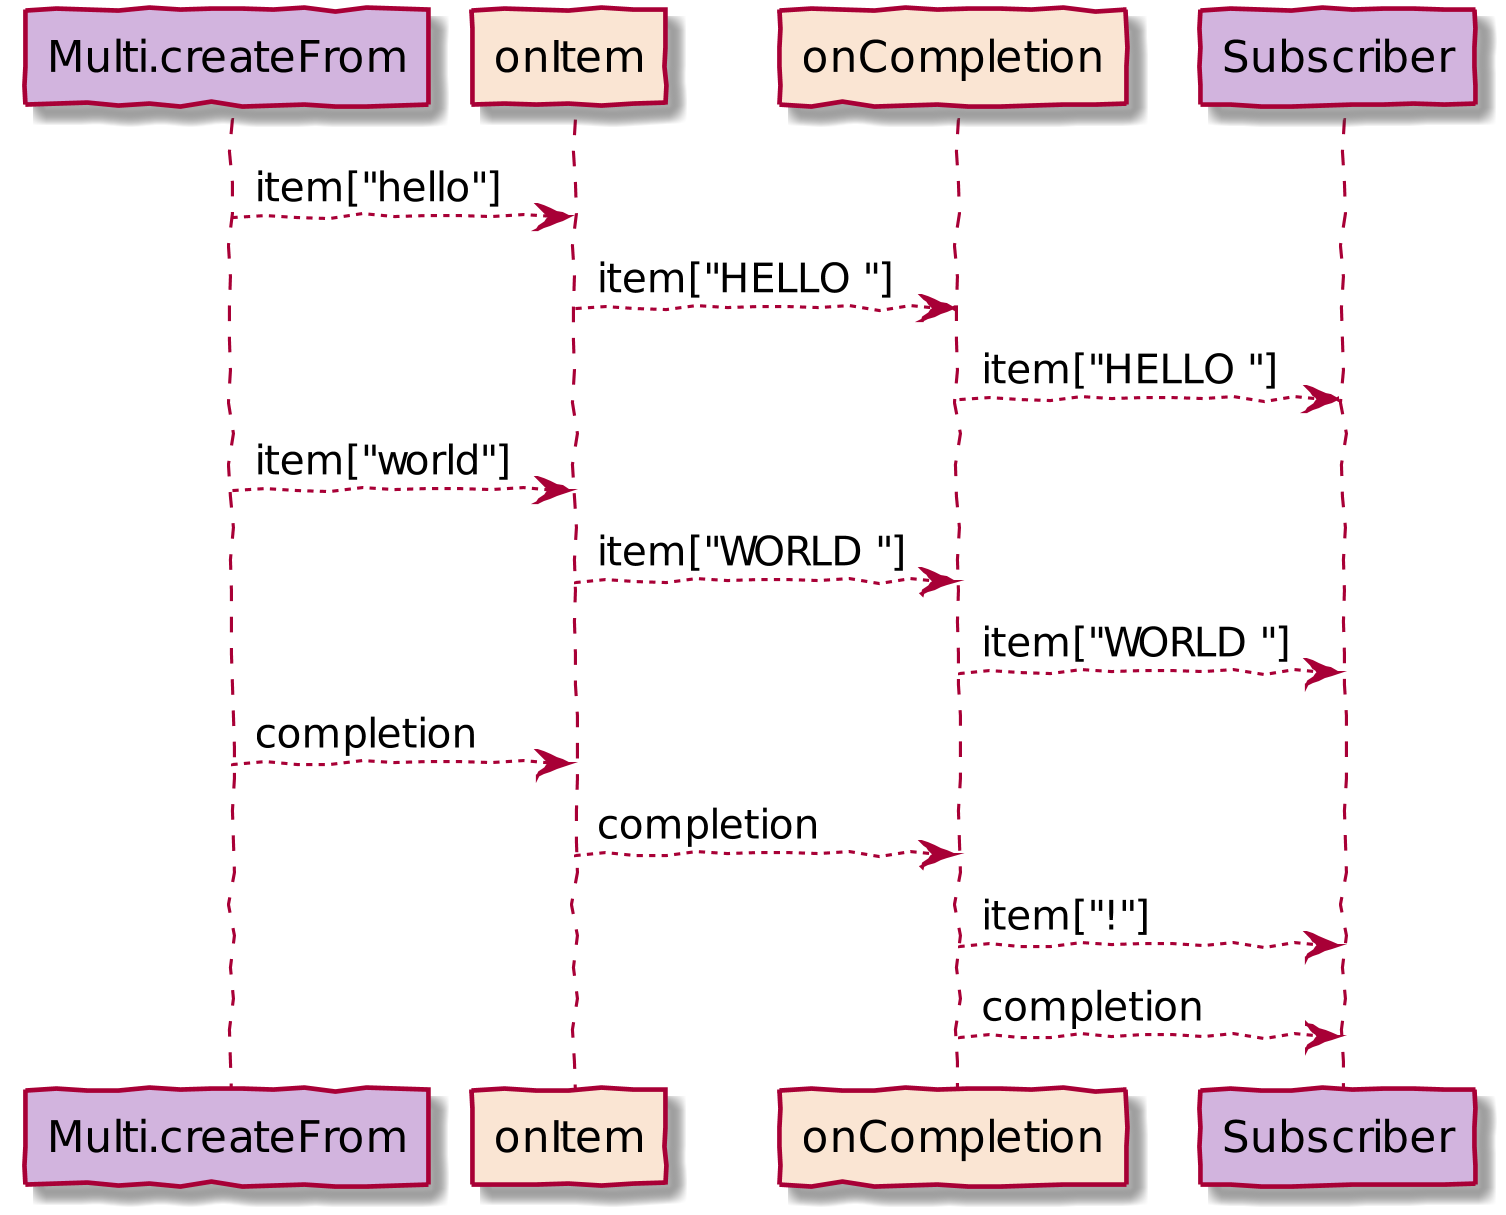 Multi.createFrom
onItem
onCompletion
Subscriber
item["hello"]
item["HELLO "]
item["HELLO "]
item["world"]
item["WORLD "]
item["WORLD "]
completion
completion
item["!"]
completion
Multi.createFrom
onItem
onCompletion
Subscriber